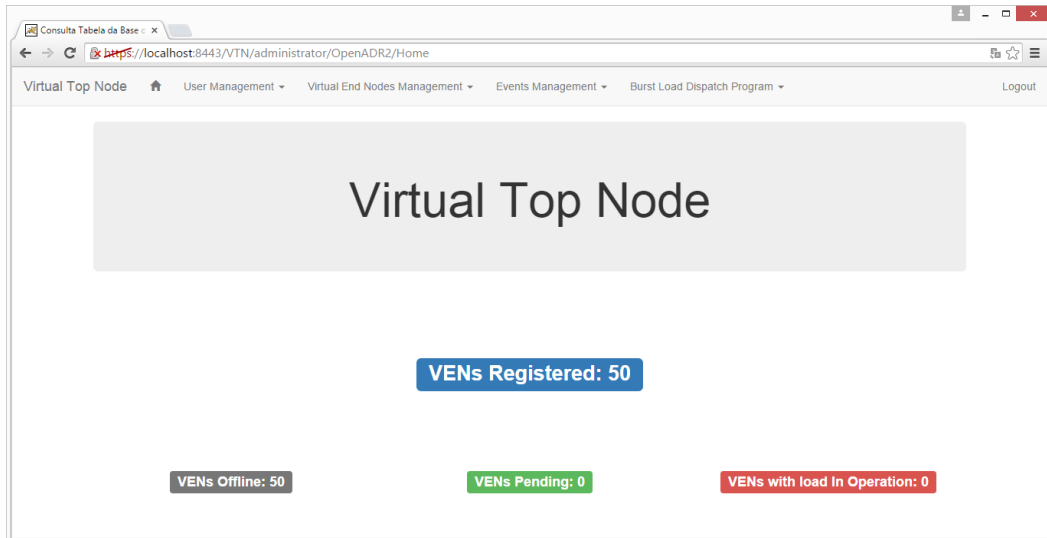 Consulta Tabela da Base c
https://localhost:8443/VTN/administrator/OpenADR2/Home
Virtual Top Node User Management Virtual End Nodes Management Events Management Burst Load Dispatch Program Logout
Virtual Top Node
VENs Registered: 50
VENs Offline: 50 VENs Pending: 0 VENs with load In Operation: 0